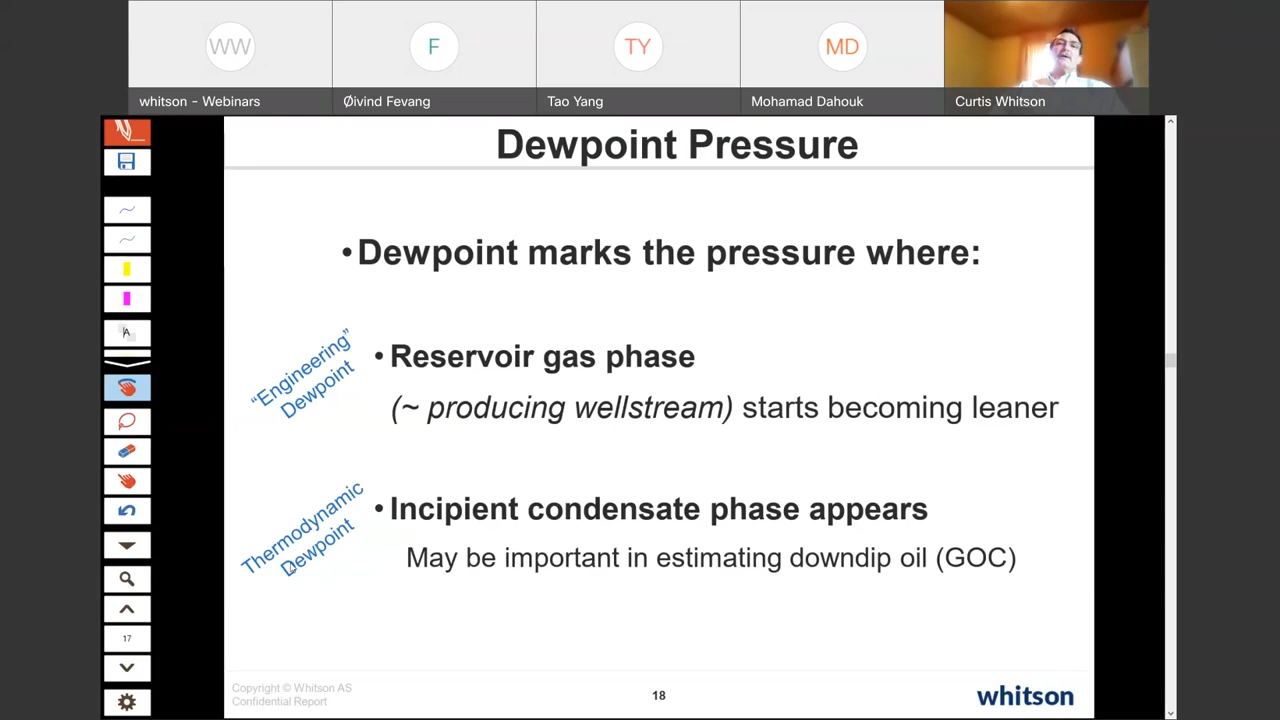 WW
F
TY
MD
whitson - Webinars
Øivind Fevang
Tao Yang
Mohamad Dahouk
Curtis Whitson
Dewpoint Pressure
•Dewpoint marks the pressure where:
"Engineering"
Dewpoint
• Reservoir gas phase
(~ producing wellstream) starts becoming leaner
Thermodynamic
Dewpoint
• Incipient condensate phase appears
May be important in estimating downdip oil (GOC)
A
17
Copyright © Whitson AS
Confidential Report
18
whitson